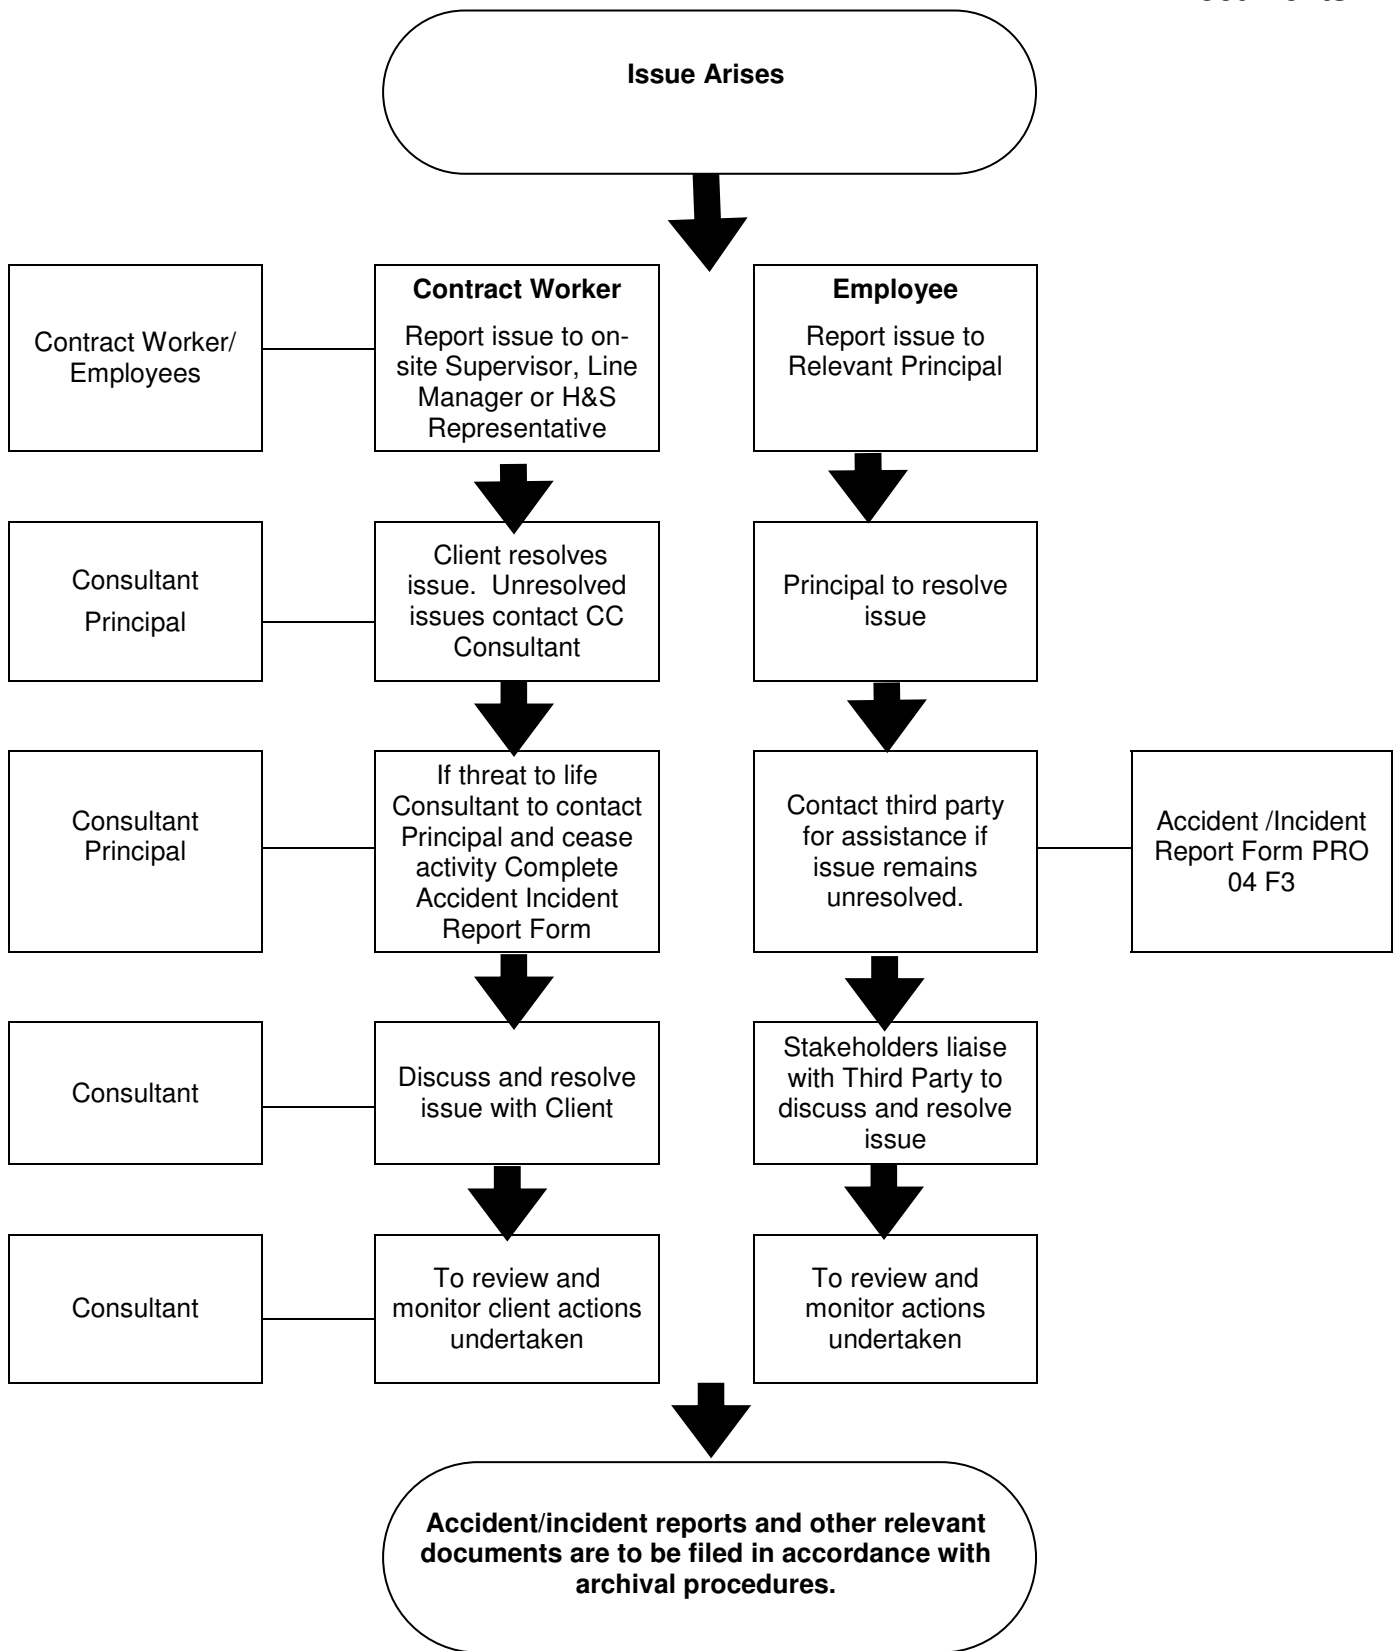 Issue Arises
Contract Worker/
Employees
Contract Worker
Report issue to on-
site Supervisor, Line
Manager or H&S
Representative
Employee
Report issue to
Relevant Principal
Consultant
Principal
Client resolves
issue.  Unresolved
issues contact CC
Consultant
Principal to resolve
issue
Consultant
Principal
If threat to life
Consultant to contact
Principal and cease
activity Complete
Accident Incident
Report Form
Contact third party
for assistance if
issue remains
unresolved.
Accident /Incident
Report Form PRO
04 F3
Consultant
Discuss and resolve
issue with Client
Stakeholders liaise
with Third Party to
discuss and resolve
issue
Consultant
To review and
monitor client actions
undertaken
To review and
monitor actions
undertaken
Accident/incident reports and other relevant
documents are to be filed in accordance with
archival procedures.